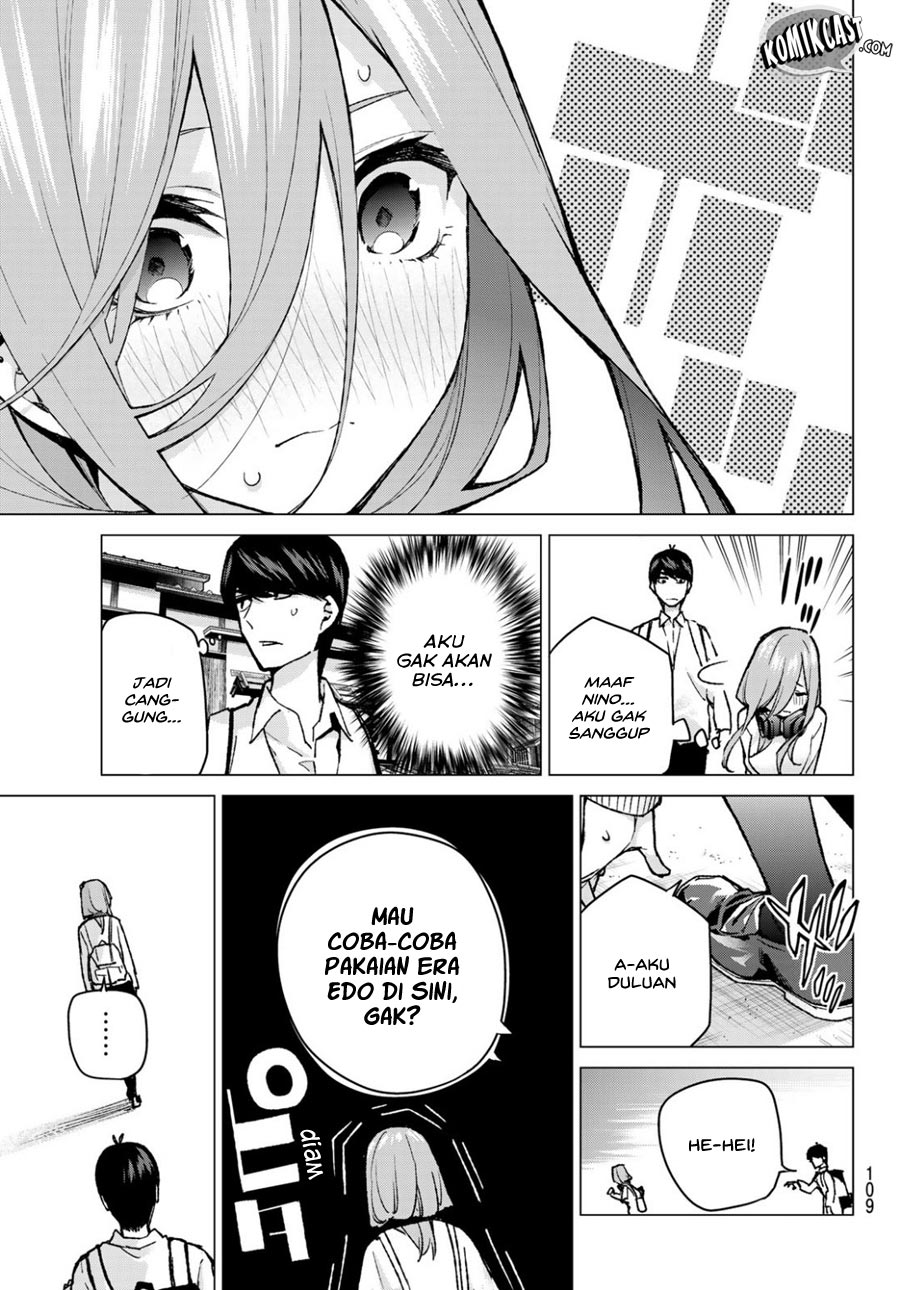 KOMIKCAST
.COM
MAAF
NINO...
AKU GAK
SANGGUP
AKU
GAK AKAN
BISA...
JADI
CANG-
GUNG...
A-AKU
DULUAN
HE-HEI!
MAU
COBA-COBA
PAKAIAN ERA
EDO DI SINI,
GAK?
diam
......
109